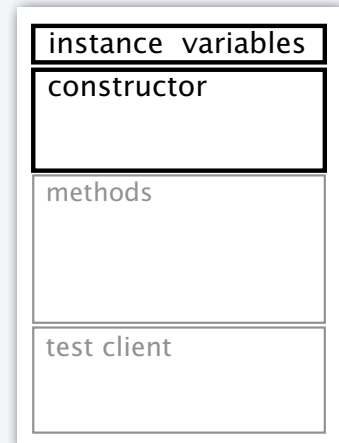 instance variables
constructor
methods
test client